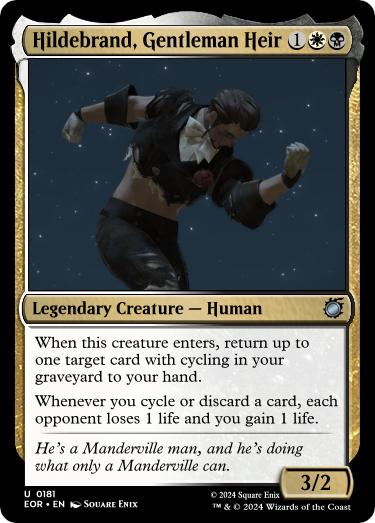 Hildebrand, Gentleman Heir 1
Legendary Creature — Human
When this creature enters, return up to
one target card with cycling in your
graveyard to your hand.
Whenever you cycle or discard a card, each
opponent loses 1 life and you gain 1 life.
He's a Manderville man, and he's doing
what only a Manderville can.
3/2
U 0181
EOR • EN SQUARE ENIX
© 2024 Square Enix
™ & © 2024 Wizards of the Coast